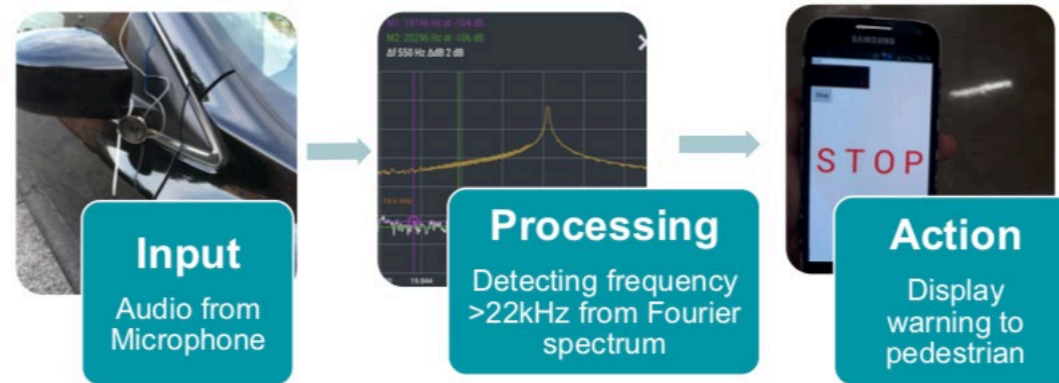 M1: 19746 Hz at -104 dB
M2: 20296 Hz at -106 dB
Δf 550 Hz ΔdB 2 dB
SAMSUNG
STOP
Input
Audio from
Microphone
Processing
Detecting frequency
>22kHz from Fourier
spectrum
Action
Display
warning to
pedestrian